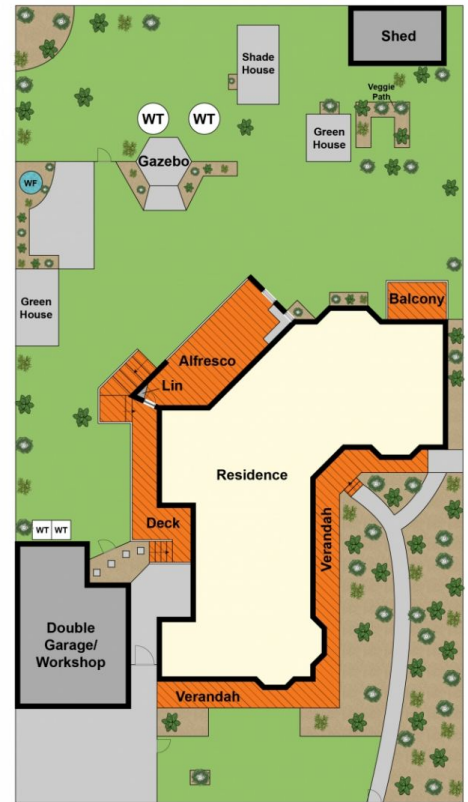 Shed
Shade
House
Veggie
Path
WT
WT
Green
House
Gazebo
WF
Green
House
Balcony
Alfresco
Lin
Residence
Deck
Verandah
WT
WT
Double
Garage/
Workshop
Verandah